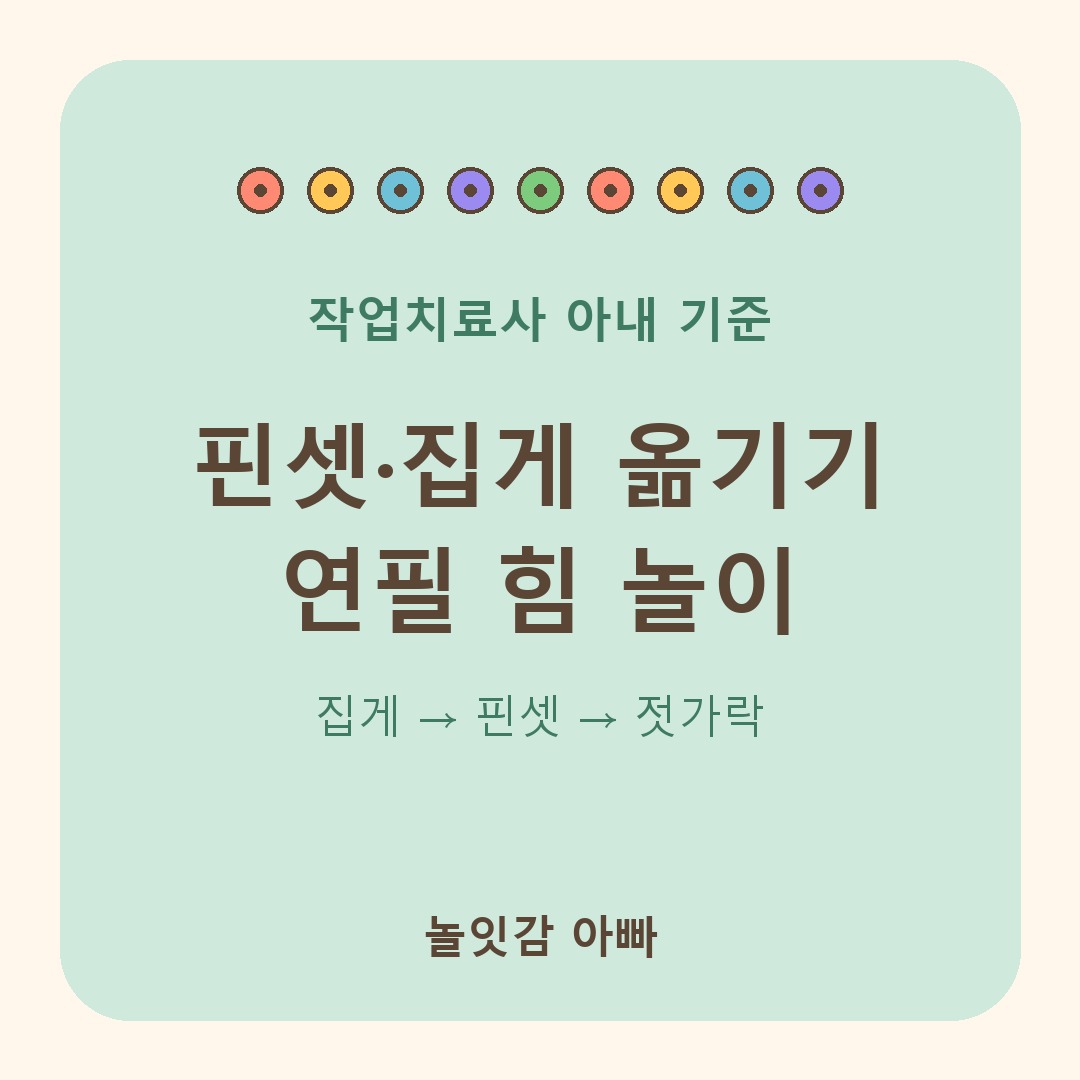 작업치료사 아내 기준
핀셋·집게 옮기기
연필 힘 놀이
집게 → 핀셋 → 젓가락
놀잇감 아빠